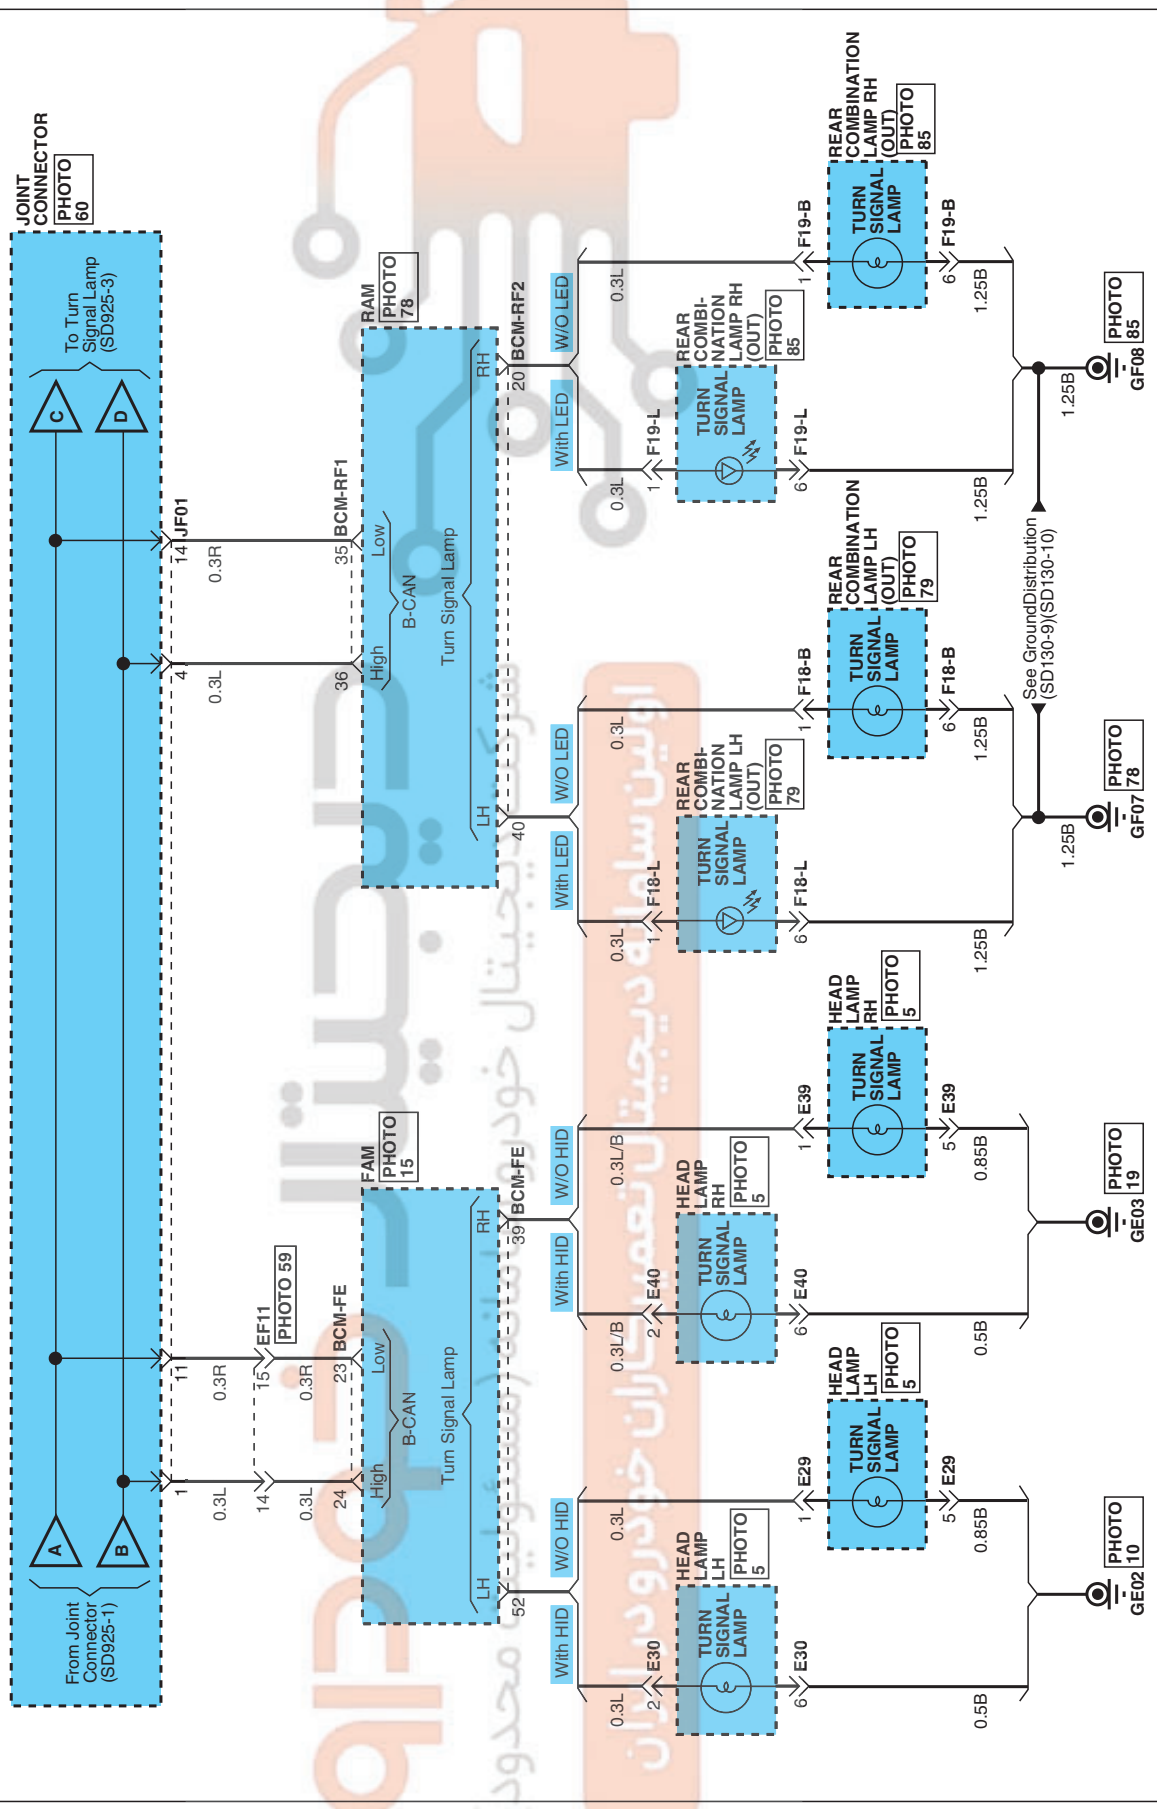 JOINT
CONNECTOR
PHOTO
60
From Joint
Connector
(SD925-1)
A
B
C
D
To Turn
Signal Lamp
(SD925-3)
1
11
4
14
JF01
0.3L
0.3R
0.3L
0.3R
14
15
EF11
PHOTO 59
0.3L
0.3R
24
23
BCM-FE
36
35
BCM-RF1
FAM
PHOTO
15
High
Low
B-CAN
Turn Signal Lamp
LH
RH
RAM
PHOTO
78
High
Low
B-CAN
Turn Signal Lamp
LH
RH
52
39
BCM-FE
40
20
BCM-RF2
With HID
W/O HID
With HID
W/O HID
With LED
W/O LED
With LED
W/O LED
0.3L
0.3L
0.3L/B
0.3L/B
0.3L
0.3L
0.3L
0.3L
2
E30
HEAD
LAMP
LH
PHOTO
5
TURN
SIGNAL
LAMP
6
E30
0.5B
1
E29
HEAD
LAMP
LH
PHOTO
5
TURN
SIGNAL
LAMP
5
E29
0.85B
2
E40
HEAD
LAMP
RH
PHOTO
5
TURN
SIGNAL
LAMP
6
E40
0.5B
1
E39
HEAD
LAMP
RH
PHOTO
5
TURN
SIGNAL
LAMP
5
E39
0.85B
1
F18-L
REAR
COMBI-
NATION
LAMP LH
(OUT)
PHOTO
79
TURN
SIGNAL
LAMP
6
F18-L
1.25B
1
F18-B
REAR
COMBINATION
LAMP LH
(OUT)
PHOTO
79
TURN
SIGNAL
LAMP
6
F18-B
1.25B
1
F19-L
REAR
COMBI-
NATION
LAMP RH
(OUT)
PHOTO
85
TURN
SIGNAL
LAMP
6
F19-L
1.25B
1
F19-B
REAR
COMBINATION
LAMP RH
(OUT)
PHOTO
85
TURN
SIGNAL
LAMP
6
F19-B
1.25B
See GroundDistribution
(SD130-9)(SD130-10)
1.25B
1.25B
GE02
PHOTO
10
GE03
PHOTO
19
GF07
PHOTO
78
GF08
PHOTO
85
اولین سامانه دیجیتال تعمیرکاران خودرو در ایران